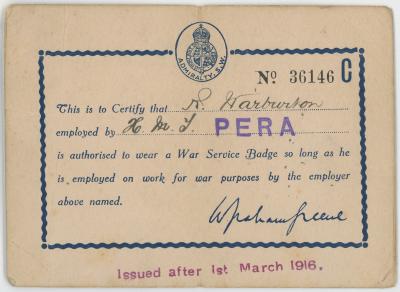 ADMIRALTY. S.W.
Nº 36146 C
This is to Certify that R. Warburton
employed by H. M. T. PERA
is authorised to wear a War Service Badge so long as he
is employed on work for war purposes by the employer
above named.
W Graham Greene
Issued after 1st March 1916.